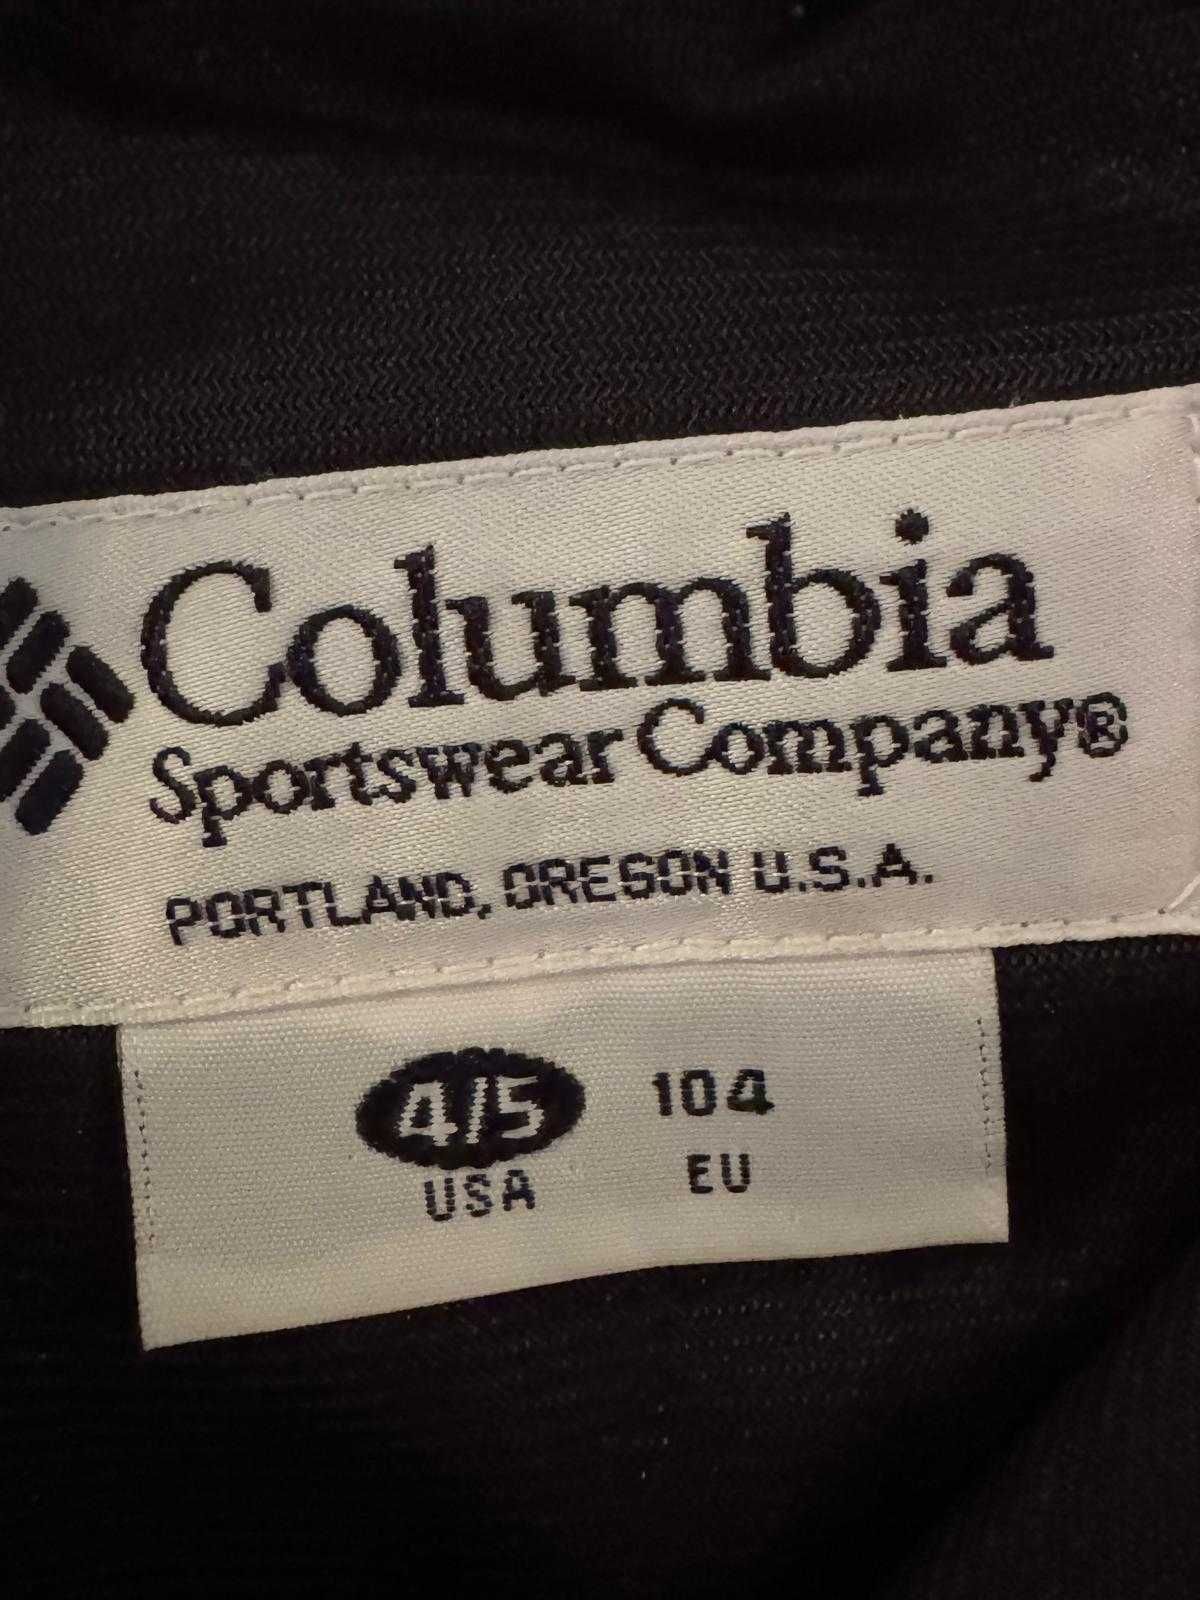 Columbia
Sportswear Company®
PORTLAND, OREGON U.S.A.
4/5 104
USA EU